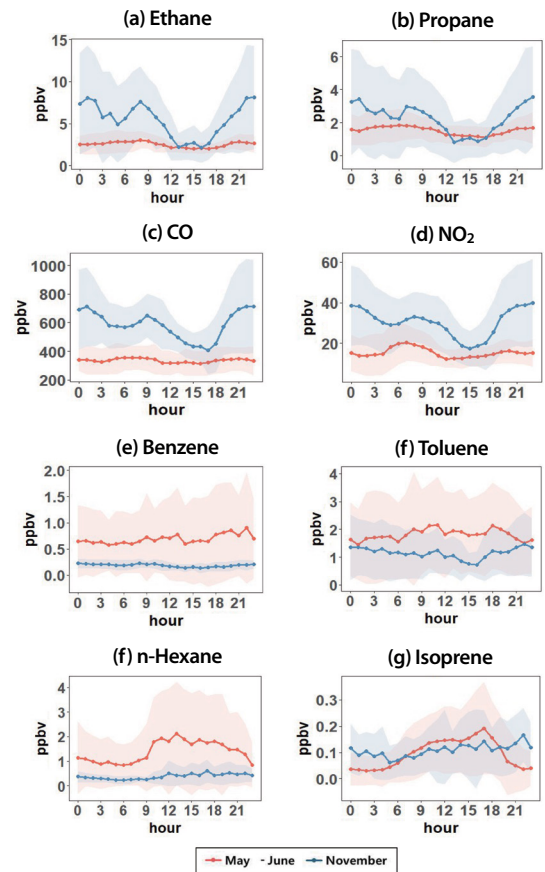 (a) Ethane (b) Propane
15
10
5
0
ppbv
0 3 6 9 12 15 18 21
hour
6
4
2
0
ppbv
0 3 6 9 12 15 18 21
hour
(c) CO (d) NO₂
1000
800
600
400
200
ppbv
0 3 6 9 12 15 18 21
hour
60
40
20
ppbv
0 3 6 9 12 15 18 21
hour
(e) Benzene (f) Toluene
2.0
1.5
1.0
0.5
0.0
ppbv
0 3 6 9 12 15 18 21
hour
4
3
2
1
0
ppbv
0 3 6 9 12 15 18 21
hour
(f) n-Hexane (g) Isoprene
4
3
2
1
0
ppbv
0 3 6 9 12 15 18 21
hour
0.3
0.2
0.1
0.0
ppbv
0 3 6 9 12 15 18 21
hour
May - June November